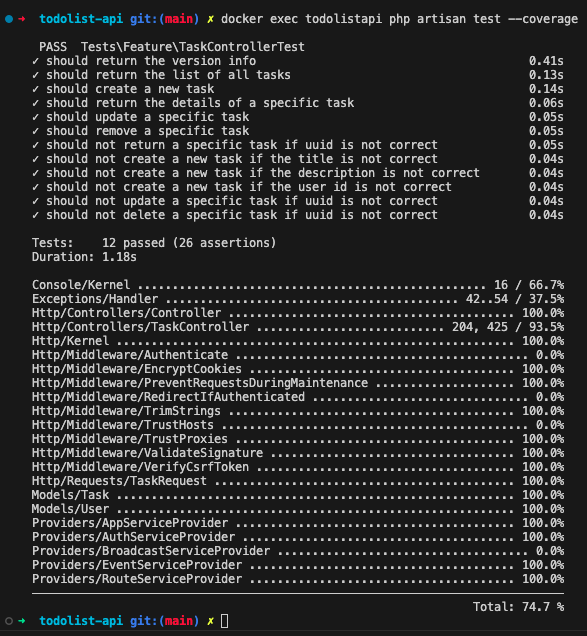 ➜ todolist-api git:(main) ✗ docker exec todolistapi php artisan test --coverage
PASS Tests\Feature\TaskControllerTest
✓ should return the version info 0.41s
✓ should return the list of all tasks 0.13s
✓ should create a new task 0.14s
✓ should return the details of a specific task 0.06s
✓ should update a specific task 0.05s
✓ should remove a specific task 0.05s
✓ should not return a specific task if uuid is not correct 0.05s
✓ should not create a new task if the title is not correct 0.04s
✓ should not create a new task if the description is not correct 0.04s
✓ should not create a new task if the user id is not correct 0.04s
✓ should not update a specific task if uuid is not correct 0.04s
✓ should not delete a specific task if uuid is not correct 0.04s
Tests: 12 passed (26 assertions)
Duration: 1.18s
Console/Kernel .................................................. 16 / 66.7%
Exceptions/Handler .......................................... 42..54 / 37.5%
Http/Controllers/Controller .......................................... 100.0%
Http/Controllers/TaskController ........................... 204, 425 / 93.5%
Http/Kernel .......................................................... 100.0%
Http/Middleware/Authenticate ........................................... 0.0%
Http/Middleware/EncryptCookies ....................................... 100.0%
Http/Middleware/PreventRequestsDuringMaintenance ..................... 100.0%
Http/Middleware/RedirectIfAuthenticated ................................ 0.0%
Http/Middleware/TrimStrings .......................................... 100.0%
Http/Middleware/TrustHosts ............................................. 0.0%
Http/Middleware/TrustProxies ......................................... 100.0%
Http/Middleware/ValidateSignature .................................... 100.0%
Http/Middleware/VerifyCsrfToken ...................................... 100.0%
Http/Requests/TaskRequest ............................................ 100.0%
Models/Task .......................................................... 100.0%
Models/User .......................................................... 100.0%
Providers/AppServiceProvider ......................................... 100.0%
Providers/AuthServiceProvider ........................................ 100.0%
Providers/BroadcastServiceProvider ..................................... 0.0%
Providers/EventServiceProvider ....................................... 100.0%
Providers/RouteServiceProvider ....................................... 100.0%
Total: 74.7 %
➜ todolist-api git:(main) ✗